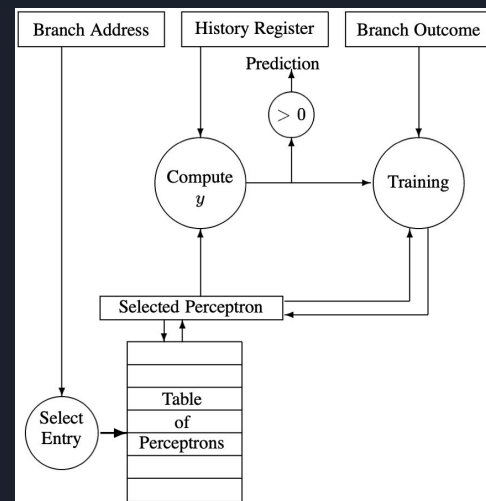 Branch Address
History Register
Branch Outcome
Prediction
> 0
Compute
y
Training
Selected Perceptron
Table
of
Perceptrons
Select
Entry